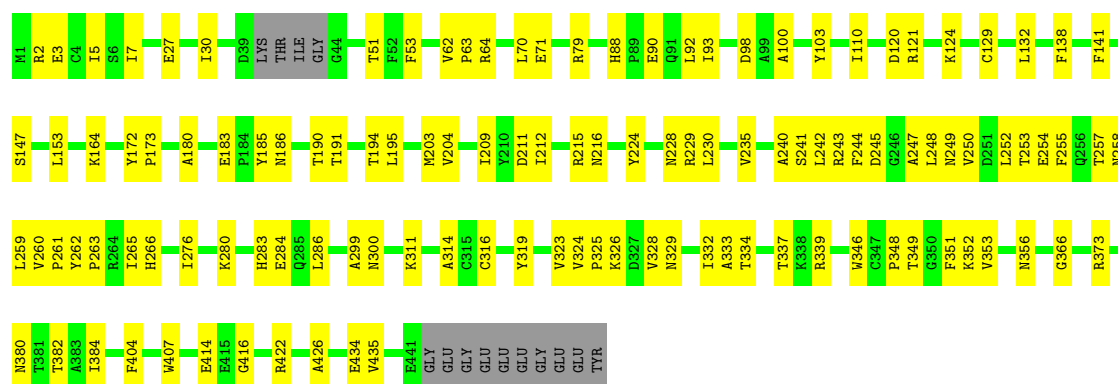 M1 R2 E3 C4 I5 S6 I7 E27 I30 D39 LYS THR ILE GLY G44 T51 F52 F53 V62 P63 R64 L70 E71 R79 H88 P89 E90 Q91 L92 I93 D98 A99 A100 Y103 I110 D120 R121 K124 C129 L132 F138 F141
S147 L153 K164 Y172 P173 A180 E183 P184 Y185 N186 T190 T191 T194 L195 M203 V204 I209 Y210 D211 I212 R215 N216 Y224 N228 R229 L230 V235 A240 S241 L242 R243 F244 D245 G246 A247 L248 N249 V250 D251 L252 T253 E254 F255 Q256 T257 N258
L259 V260 P261 Y262 P263 R264 I265 H266 I276 K280 H283 E284 Q285 L286 A299 N300 K311 A314 C315 C316 Y319 V323 V324 P325 K326 D327 V328 N329 I332 A333 T334 T337 K338 R339 W346 C347 P348 T349 G350 F351 K352 V353 N356 G366 R373
N380 T381 T382 A383 I384 F404 W407 E414 E415 G416 R422 A426 E434 V435 E441 GLY GLU GLU GLY GLU GLU GLU GLY GLU GLU TYR